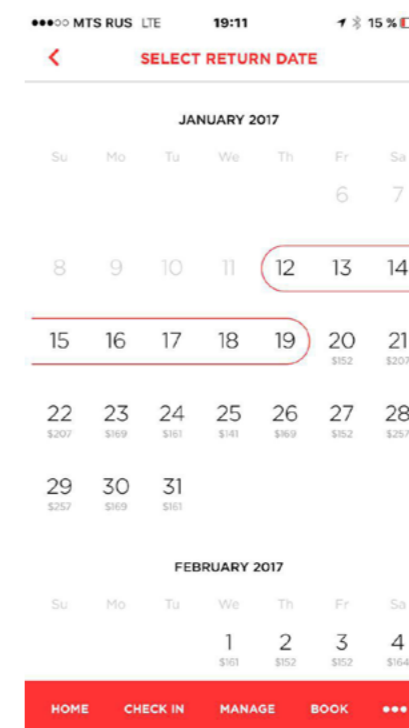 MTS RUS LTE 19:11 15 %
SELECT RETURN DATE
JANUARY 2017
Su Mo Tu We Th Fr Sa
6 7
8 9 10 11 12 13 14
15 16 17 18 19 20 21
$152 $207
22 23 24 25 26 27 28
$207 $169 $161 $141 $169 $152 $257
29 30 31
$257 $169 $161
FEBRUARY 2017
Su Mo Tu We Th Fr Sa
1 2 3 4
$161 $152 $152 $164
HOME CHECK IN MANAGE BOOK